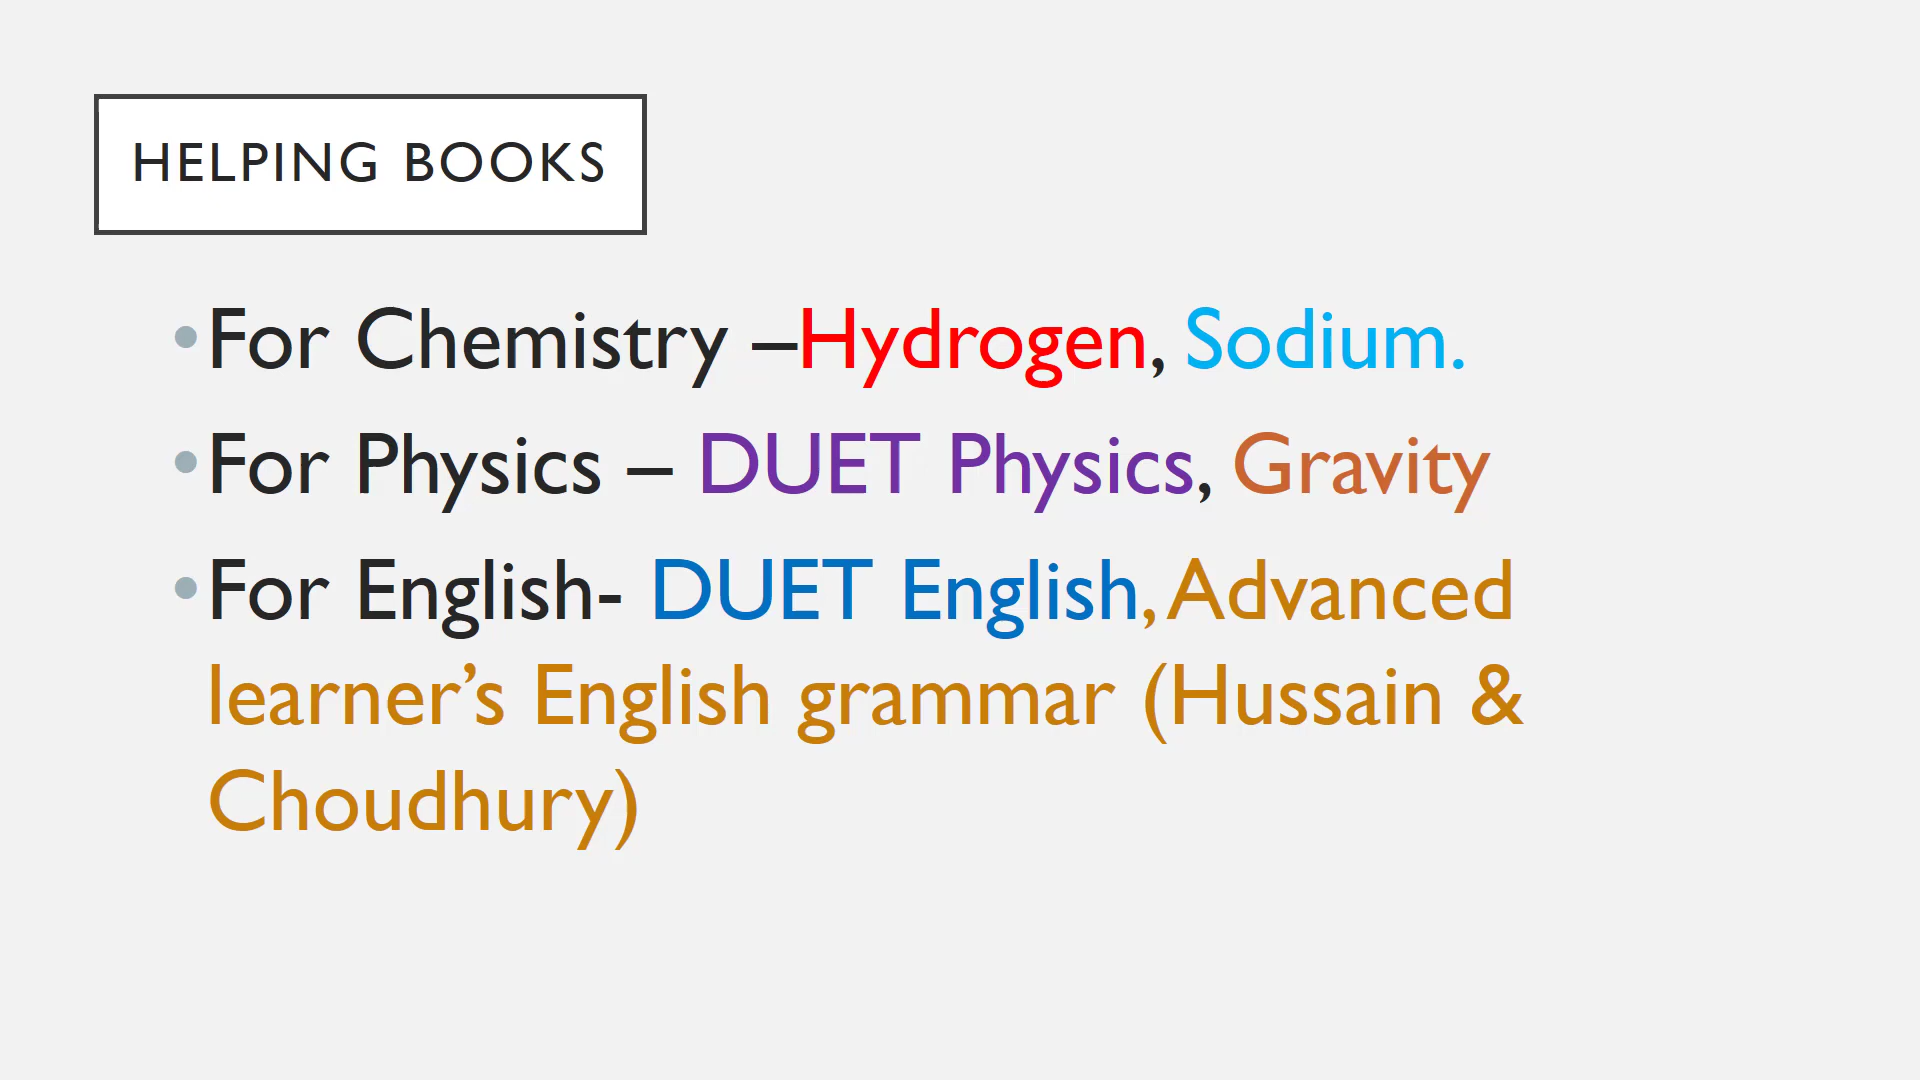 HELPING BOOKS
•For Chemistry –Hydrogen, Sodium.
•For Physics – DUET Physics, Gravity
•For English- DUET English, Advanced
learner’s English grammar (Hussain &
Choudhury)